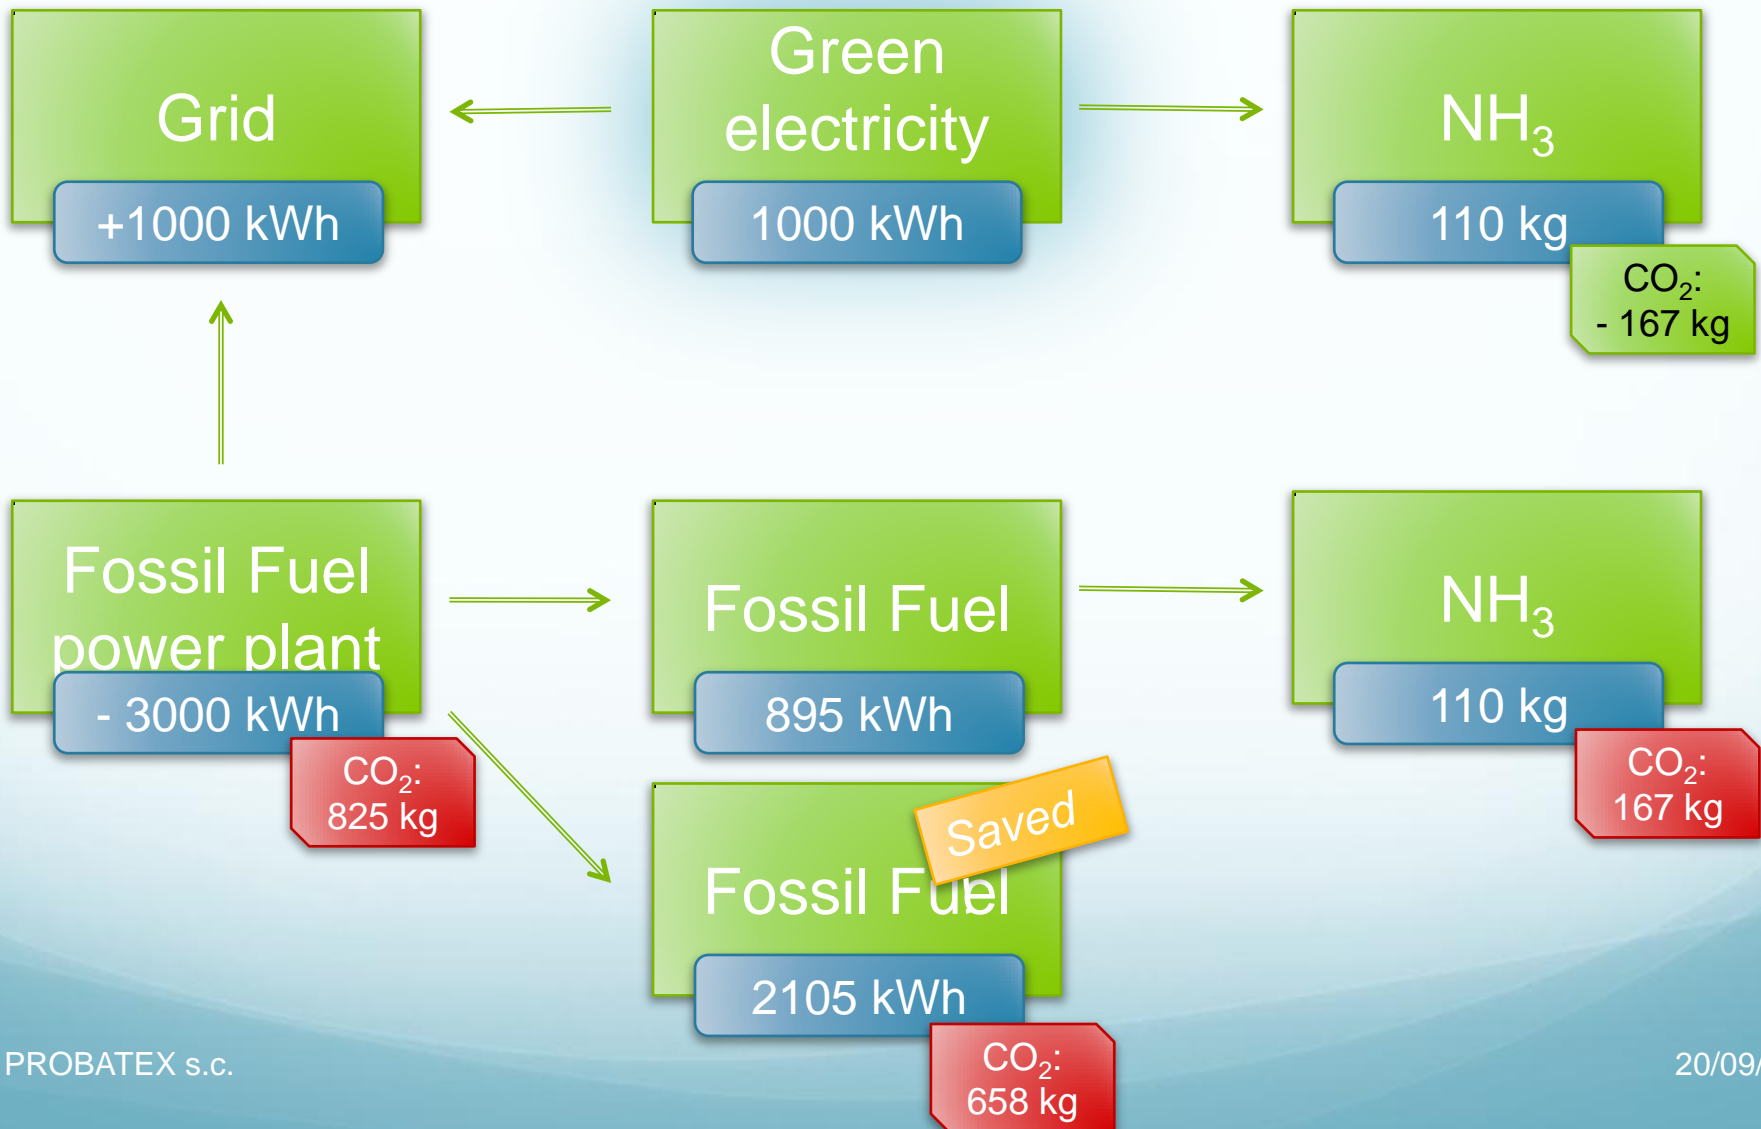 Grid
+1000 kWh
Green
electricity
1000 kWh
NH₃
110 kg
CO₂:
- 167 kg
Fossil Fuel
power plant
- 3000 kWh
CO₂:
825 kg
Fossil Fuel
895 kWh
NH₃
110 kg
CO₂:
167 kg
Saved
Fossil Fuel
2105 kWh
CO₂:
658 kg
PROBATEX s.c.
20/09/